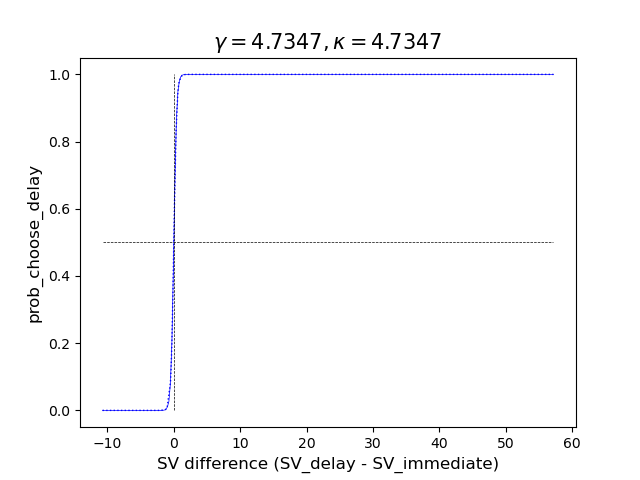 γ = 4.7347, κ = 4.7347
1.0
0.8
0.6
0.4
0.2
0.0
prob_choose_delay
−10 0 10 20 30 40 50 60
SV difference (SV_delay - SV_immediate)